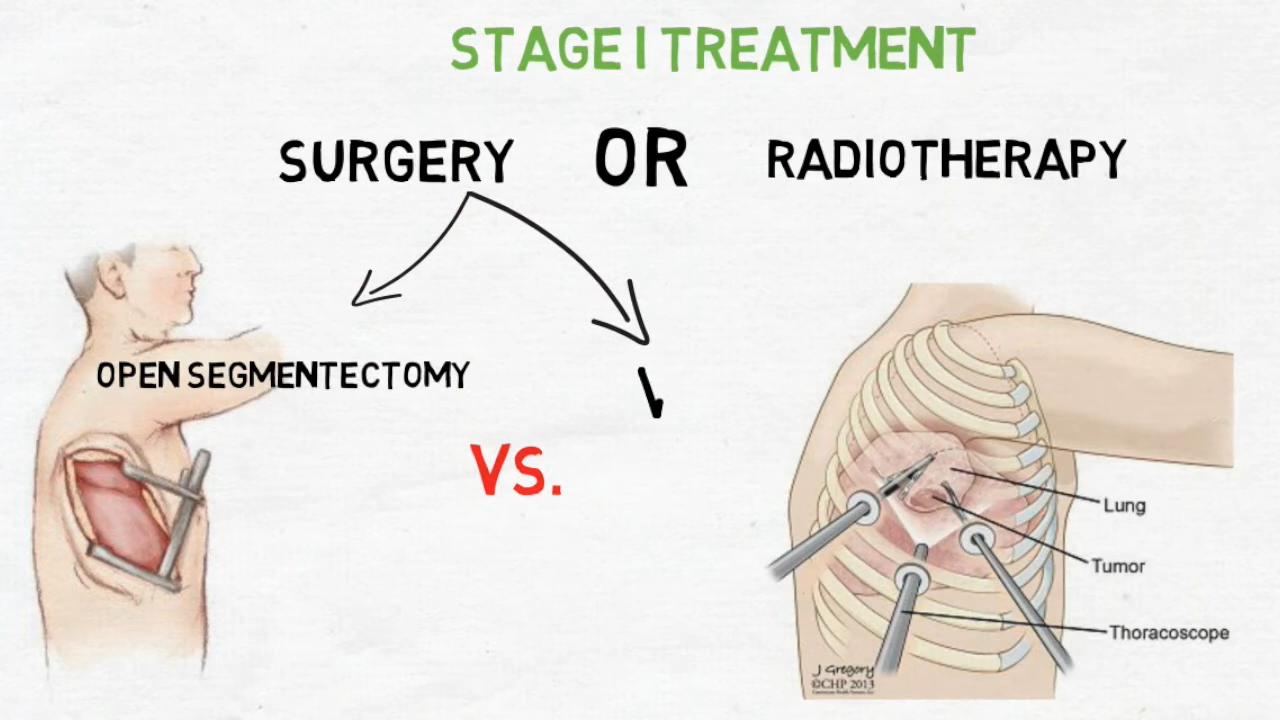 STAGE I TREATMENT
SURGERY OR RADIOTHERAPY
OPEN SEGMENTECTOMY
VS.
Lung
Tumor
Thoracoscope
J Gregory
©CHP 2013